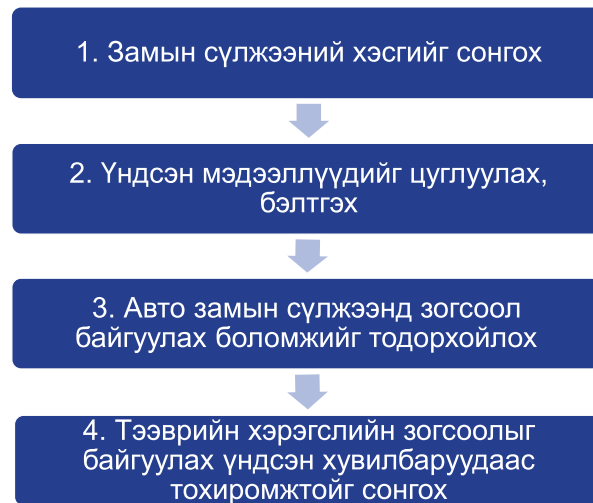 1. Замын сүлжээний хэсгийг сонгох
2. Үндсэн мэдээллүүдийг цуглуулах,
бэлтгэх
3. Авто замын сүлжээнд зогсоол
байгуулах боломжийг тодорхойлох
4. Тээврийн хэрэгслийн зогсоолыг
байгуулах үндсэн хувилбаруудаас
тохиромжтойг сонгох